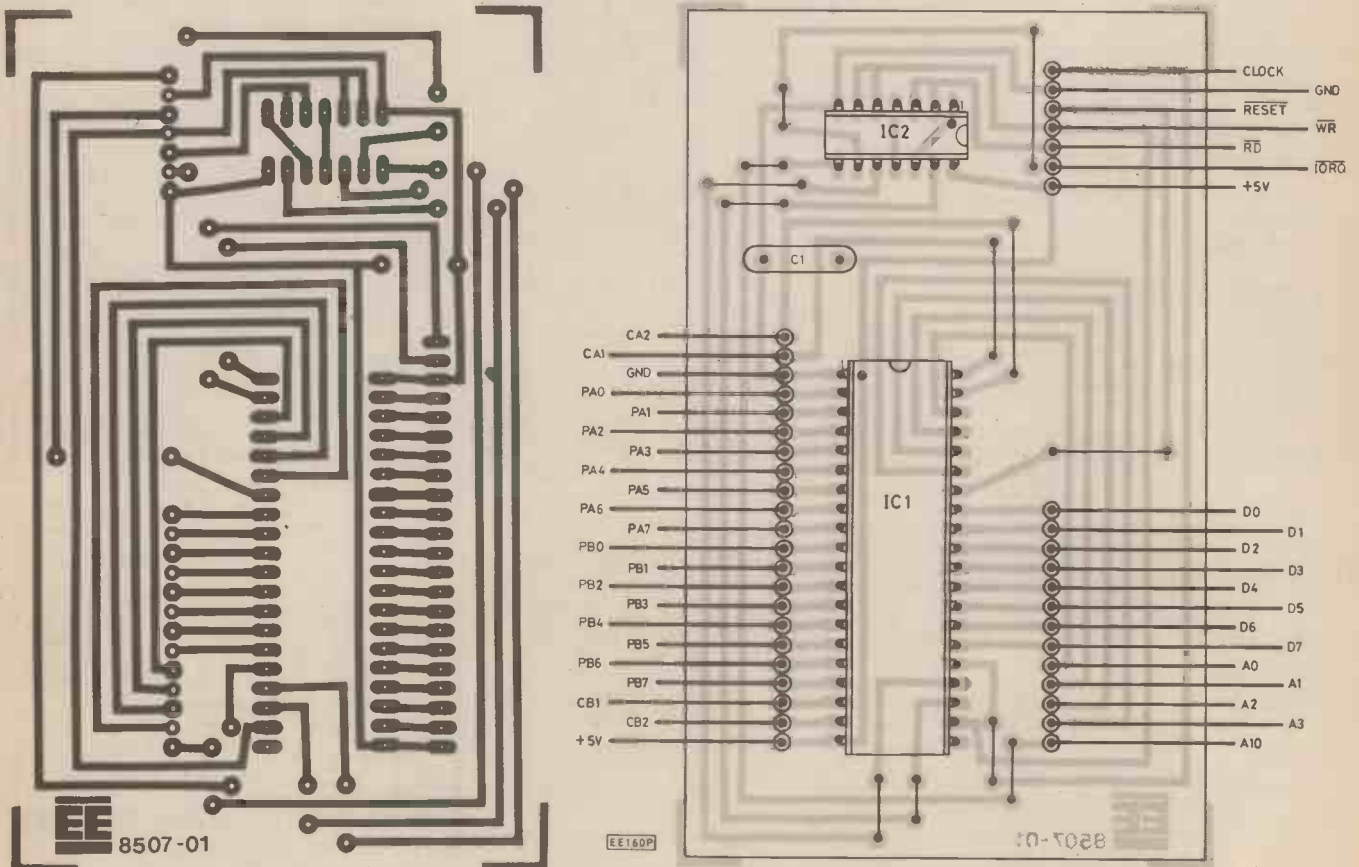 CLOCK
GND
RESET
WR
RD
IORQ
+5V
1
IC2
C1
CA2
CA1
GND
PA0
PA1
PA2
PA3
PA4
PA5
PA6
PA7
PB0
PB1
PB2
PB3
PB4
PB5
PB6
PB7
CB1
CB2
+5V
IC1
D0
D1
D2
D3
D4
D5
D6
D7
A0
A1
A2
A3
A10
EE
8507-01
EE160P
EE
8507-01